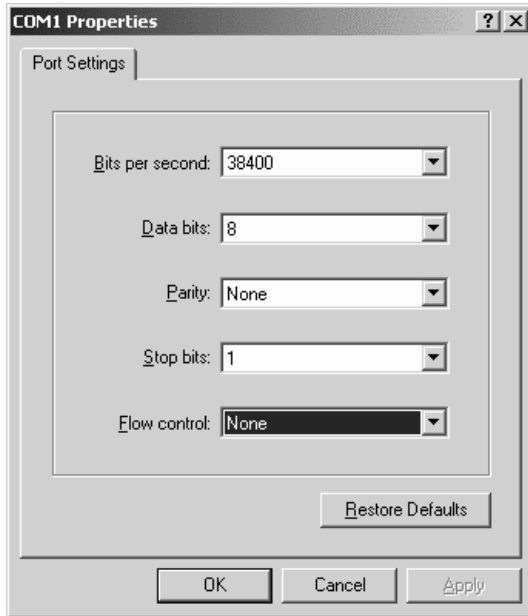 COM1 Properties
Port Settings
Bits per second: 38400
Data bits: 8
Parity: None
Stop bits: 1
Flow control: None
Restore Defaults
OK Cancel Apply